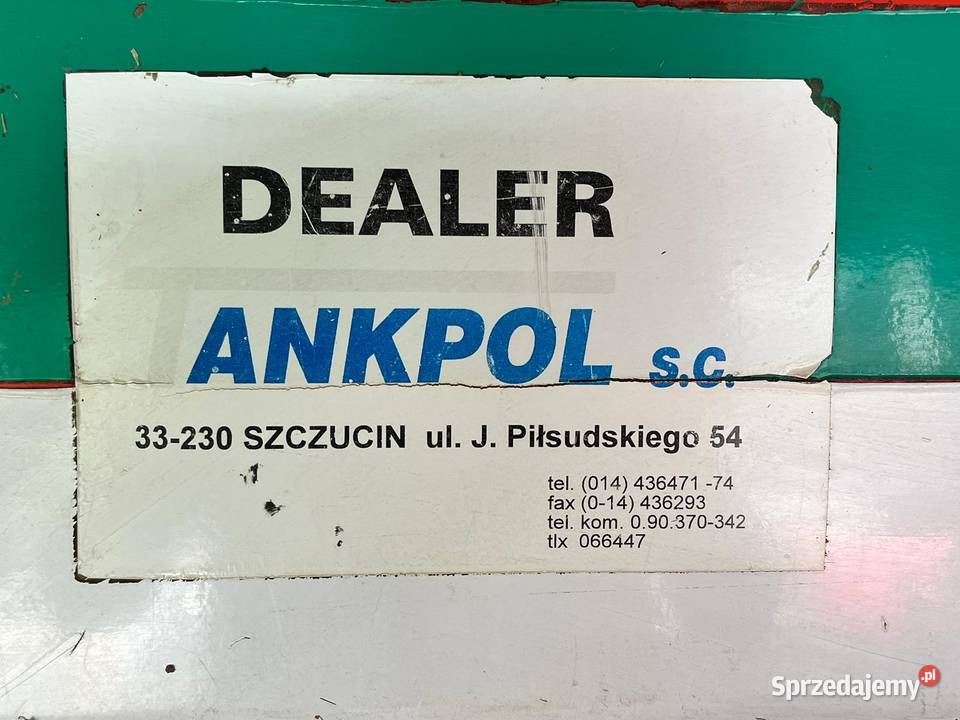 DEALER
ANKPOL s.c.
33-230 SZCZUCIN ul. J. Piłsudskiego 54
tel. (014) 436471 -74
fax (0-14) 436293
tel. kom. 0.90.370-342
tlx 066447
Sprzedajemy.pl